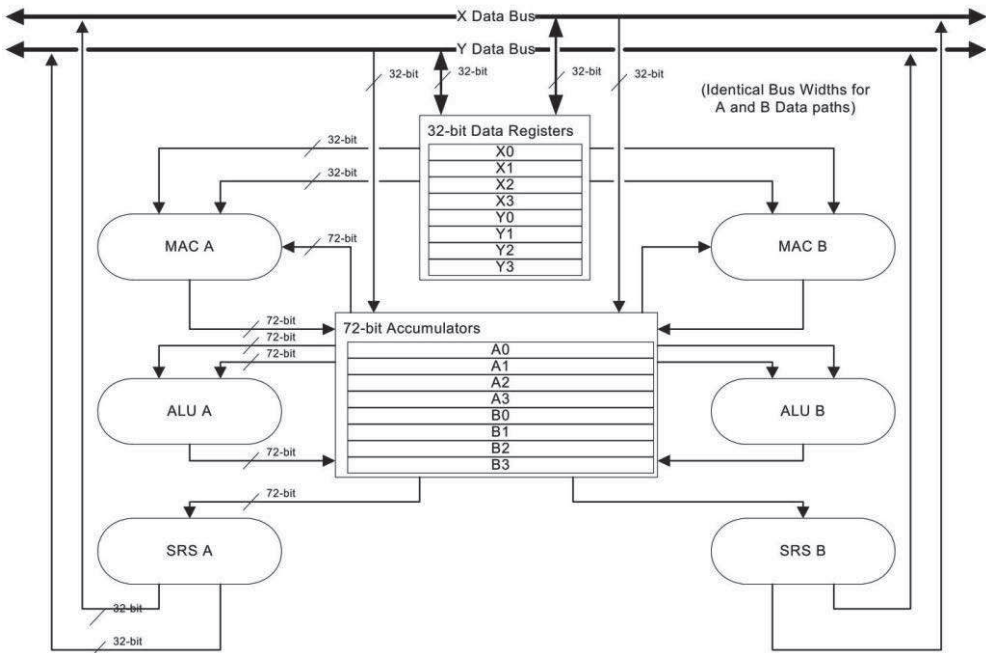 X Data Bus
Y Data Bus
32-bit
32-bit
32-bit
32-bit
(Identical Bus Widths for
A and B Data paths)
32-bit Data Registers
32-bit
X0
X1
32-bit
X2
X3
Y0
Y1
Y2
Y3
MAC A
72-bit
MAC B
72-bit
72-bit Accumulators
72-bit
72-bit
A0
A1
A2
A3
B0
B1
B2
B3
ALU A
ALU B
72-bit
72-bit
SRS A
SRS B
32-bit
32-bit